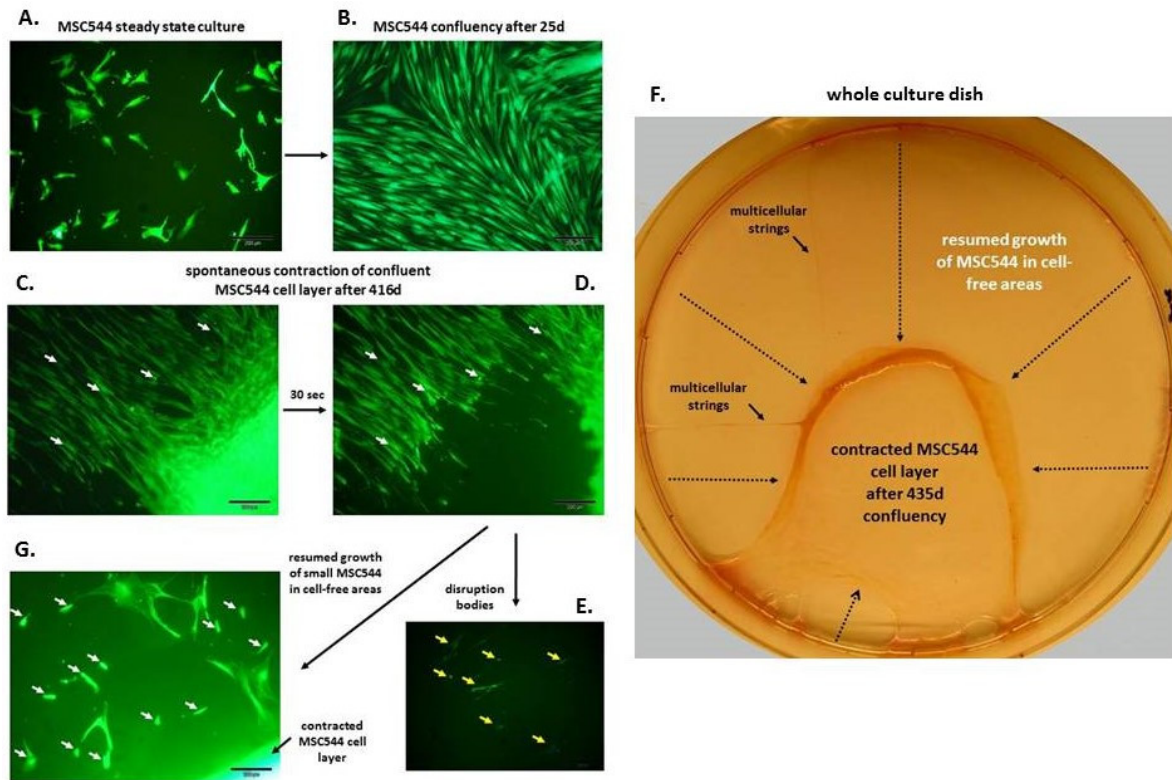 A.
MSC544 steady state culture
B.
MSC544 confluency after 25d
spontaneous contraction of confluent
MSC544 cell layer after 416d
C.
D.
30 sec
G.
resumed growth
of small MSC544
in cell-free areas
disruption
bodies
E.
contracted
MSC544 cell
layer
F.
whole culture dish
multicellular
strings
resumed growth
of MSC544 in cell-
free areas
multicellular
strings
contracted MSC544
cell layer
after 435d
confluency